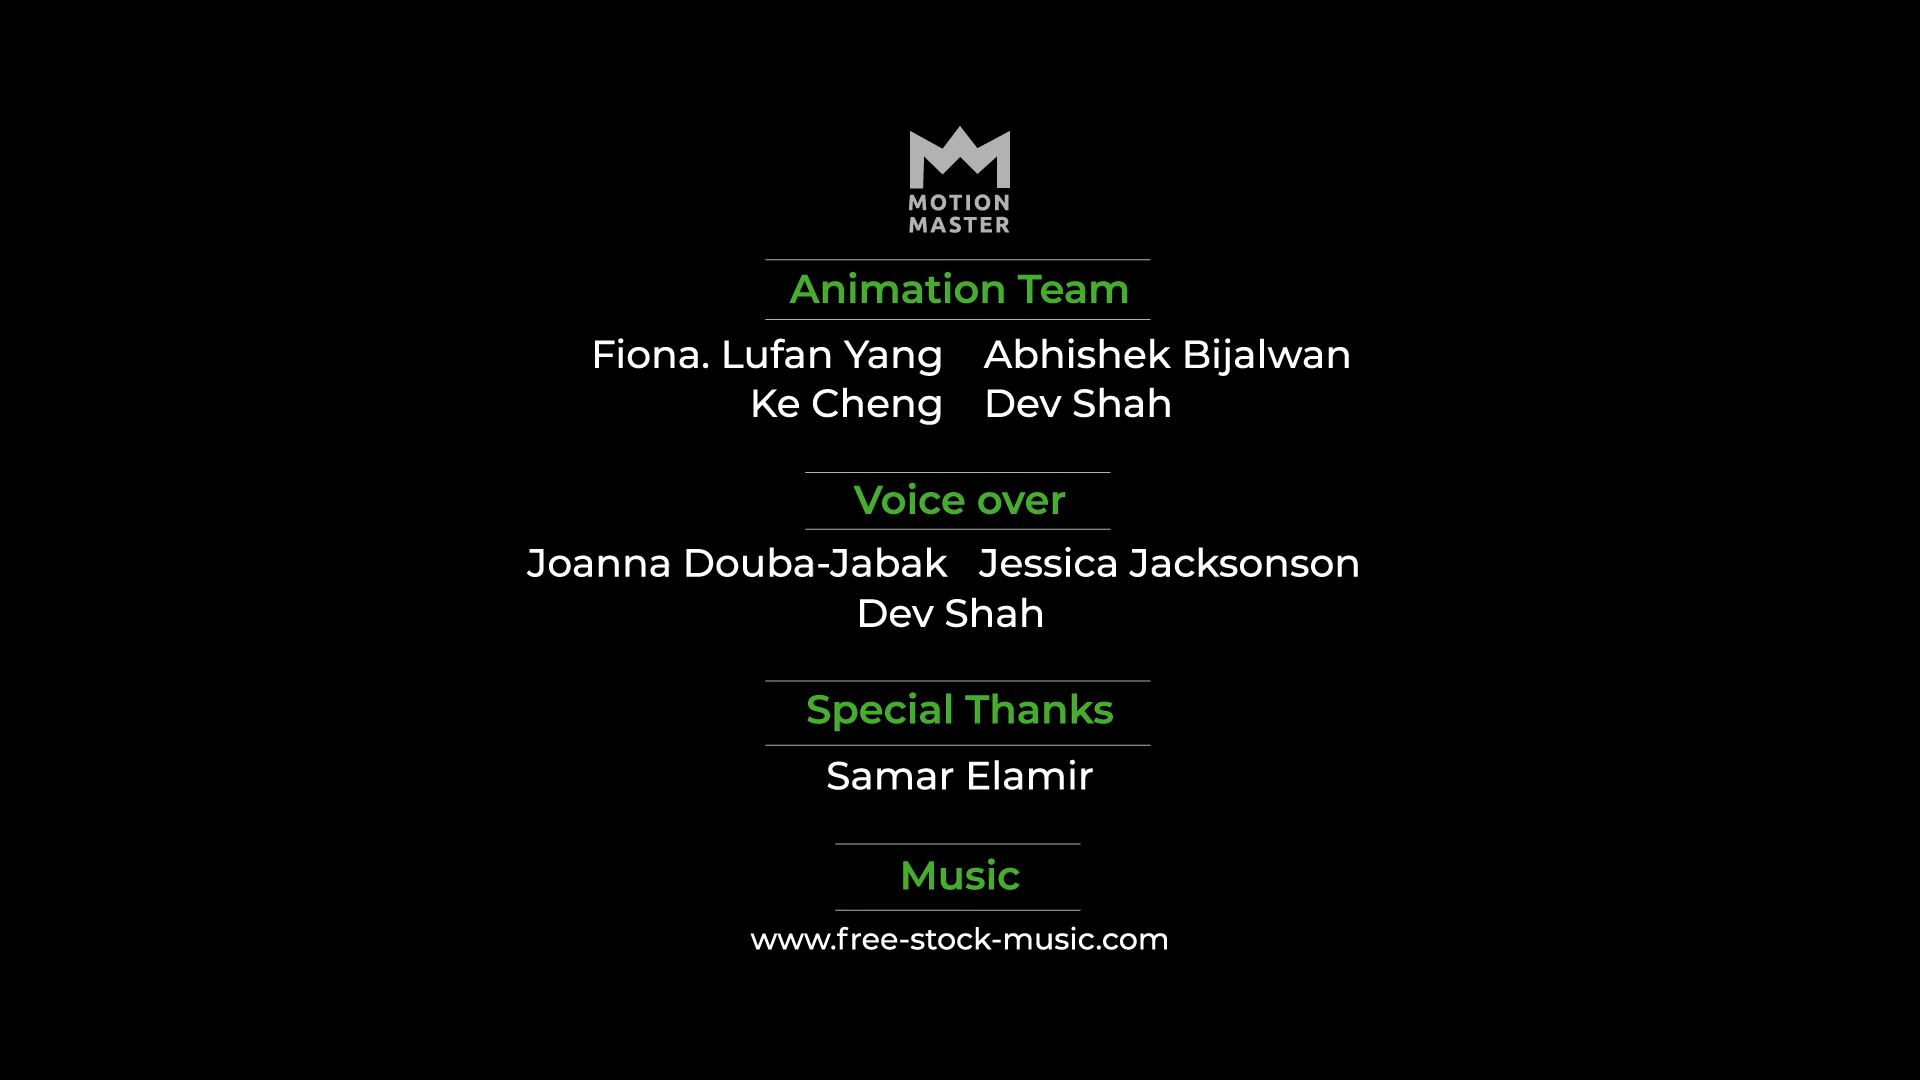 MOTION
MASTER
Animation Team
Fiona. Lufan Yang Abhishek Bijalwan
Ke Cheng Dev Shah
Voice over
Joanna Douba-Jabak Jessica Jacksonson
Dev Shah
Special Thanks
Samar Elamir
Music
www.free-stock-music.com